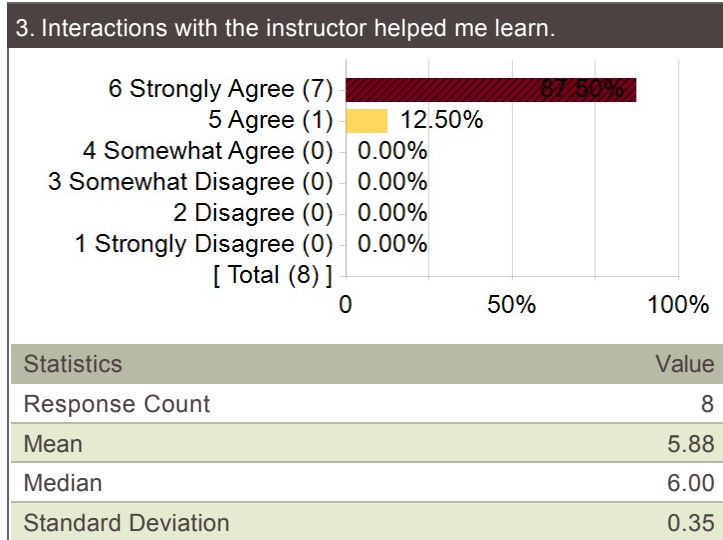 3. Interactions with the instructor helped me learn.
6 Strongly Agree (7) 87.50%
5 Agree (1) 12.50%
4 Somewhat Agree (0) 0.00%
3 Somewhat Disagree (0) 0.00%
2 Disagree (0) 0.00%
1 Strongly Disagree (0) 0.00%
[ Total (8) ]
0 50% 100%
Statistics Value
Response Count 8
Mean 5.88
Median 6.00
Standard Deviation 0.35